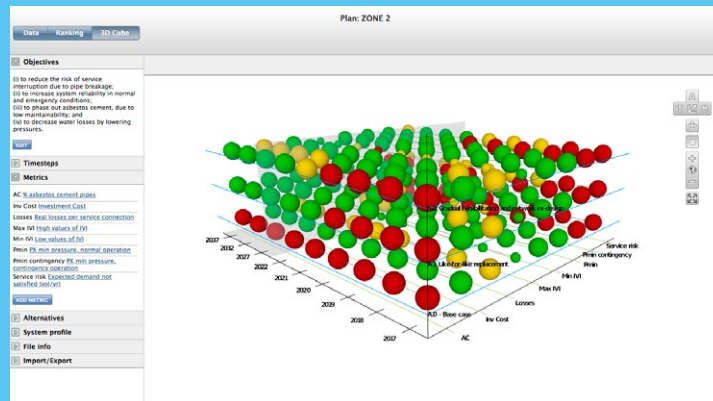 Plan: ZONE 2
Data
Ranking
3D Cube
Objectives
(i) to reduce the risk of service
interruption due to pipe breakage;
(ii) to increase system reliability in normal
and emergency conditions;
(iii) to phase out asbestos cement, due to
low maintainability; and
(iv) to decrease water losses by lowering
pressures.
EDIT
Timesteps
Metrics
AC % asbestos cement pipes
Inv Cost Investment Cost
Losses Real losses per service connection
Max IVI High values of IVI
Min IVI Low values of IVI
Pmin PX min pressure, normal operation
Pmin contingency PX min pressure,
contingency operation
Service risk Expected demand not
satisfied (vol/yr)
ADD METRIC
Alternatives
System profile
File info
Import/Export
2037
2032
2027
2022
2021
2020
2019
2018
2017
Gradual rehabilitation and network re-design
Like-for-like replacement
A.0 - Base case
Service risk
Pmin contingency
Pmin
Min IVI
Max IVI
Losses
Inv Cost
AC
A